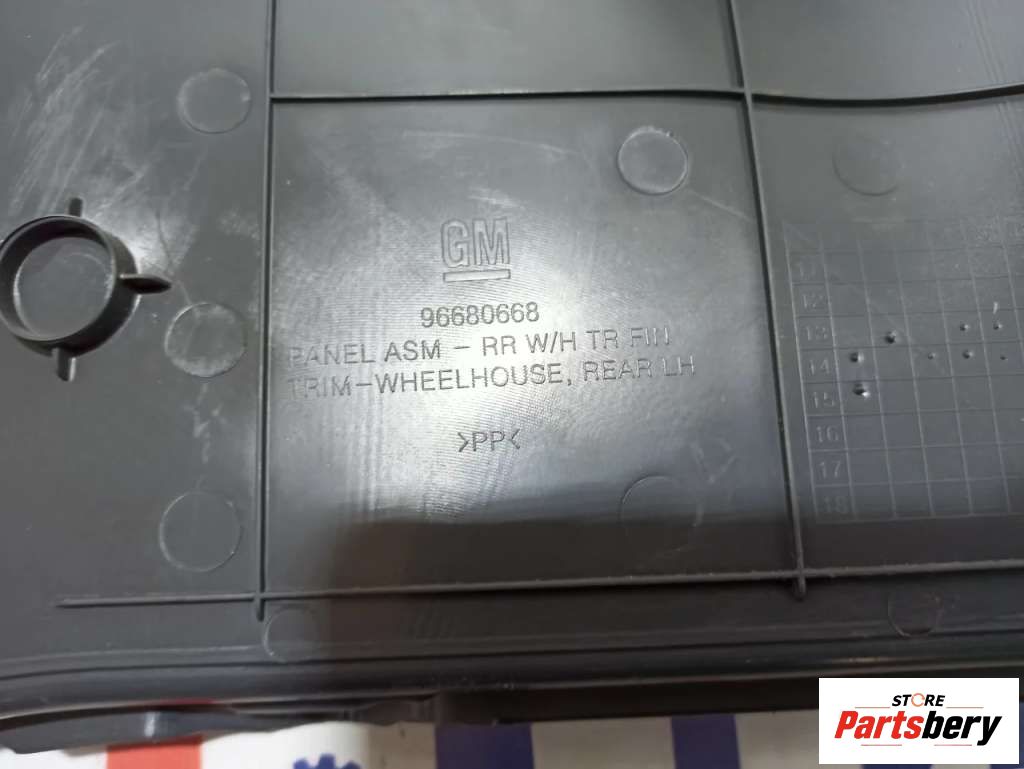 GM
96680668
PANEL ASM - RR W/H TR FIN
TRIM-WHEELHOUSE, REAR LH
>PP<
11
12
13
14
15
16
17
18
STORE
Partsbery